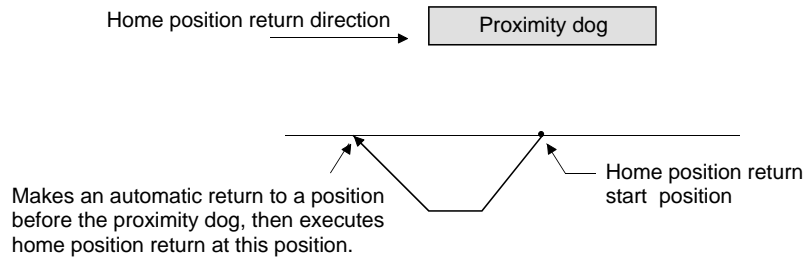 Home position return direction
Proximity dog
Home position return
start position
Makes an automatic return to a position
before the proximity dog, then executes
home position return at this position.